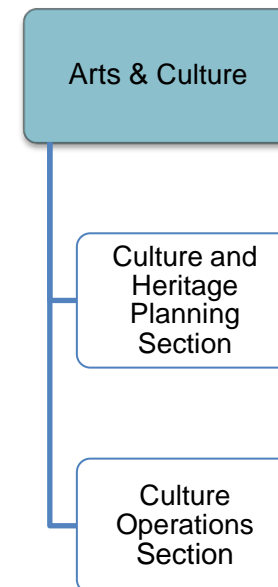 Arts & Culture
Culture and
Heritage
Planning
Section
Culture
Operations
Section